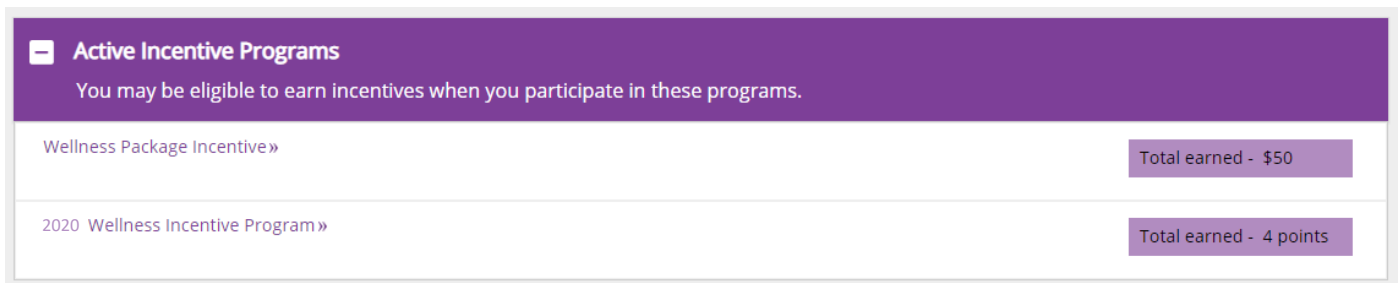 Active Incentive Programs
You may be eligible to earn incentives when you participate in these programs.
Wellness Package Incentive»
Total earned - $50
2020 Wellness Incentive Program»
Total earned - 4 points